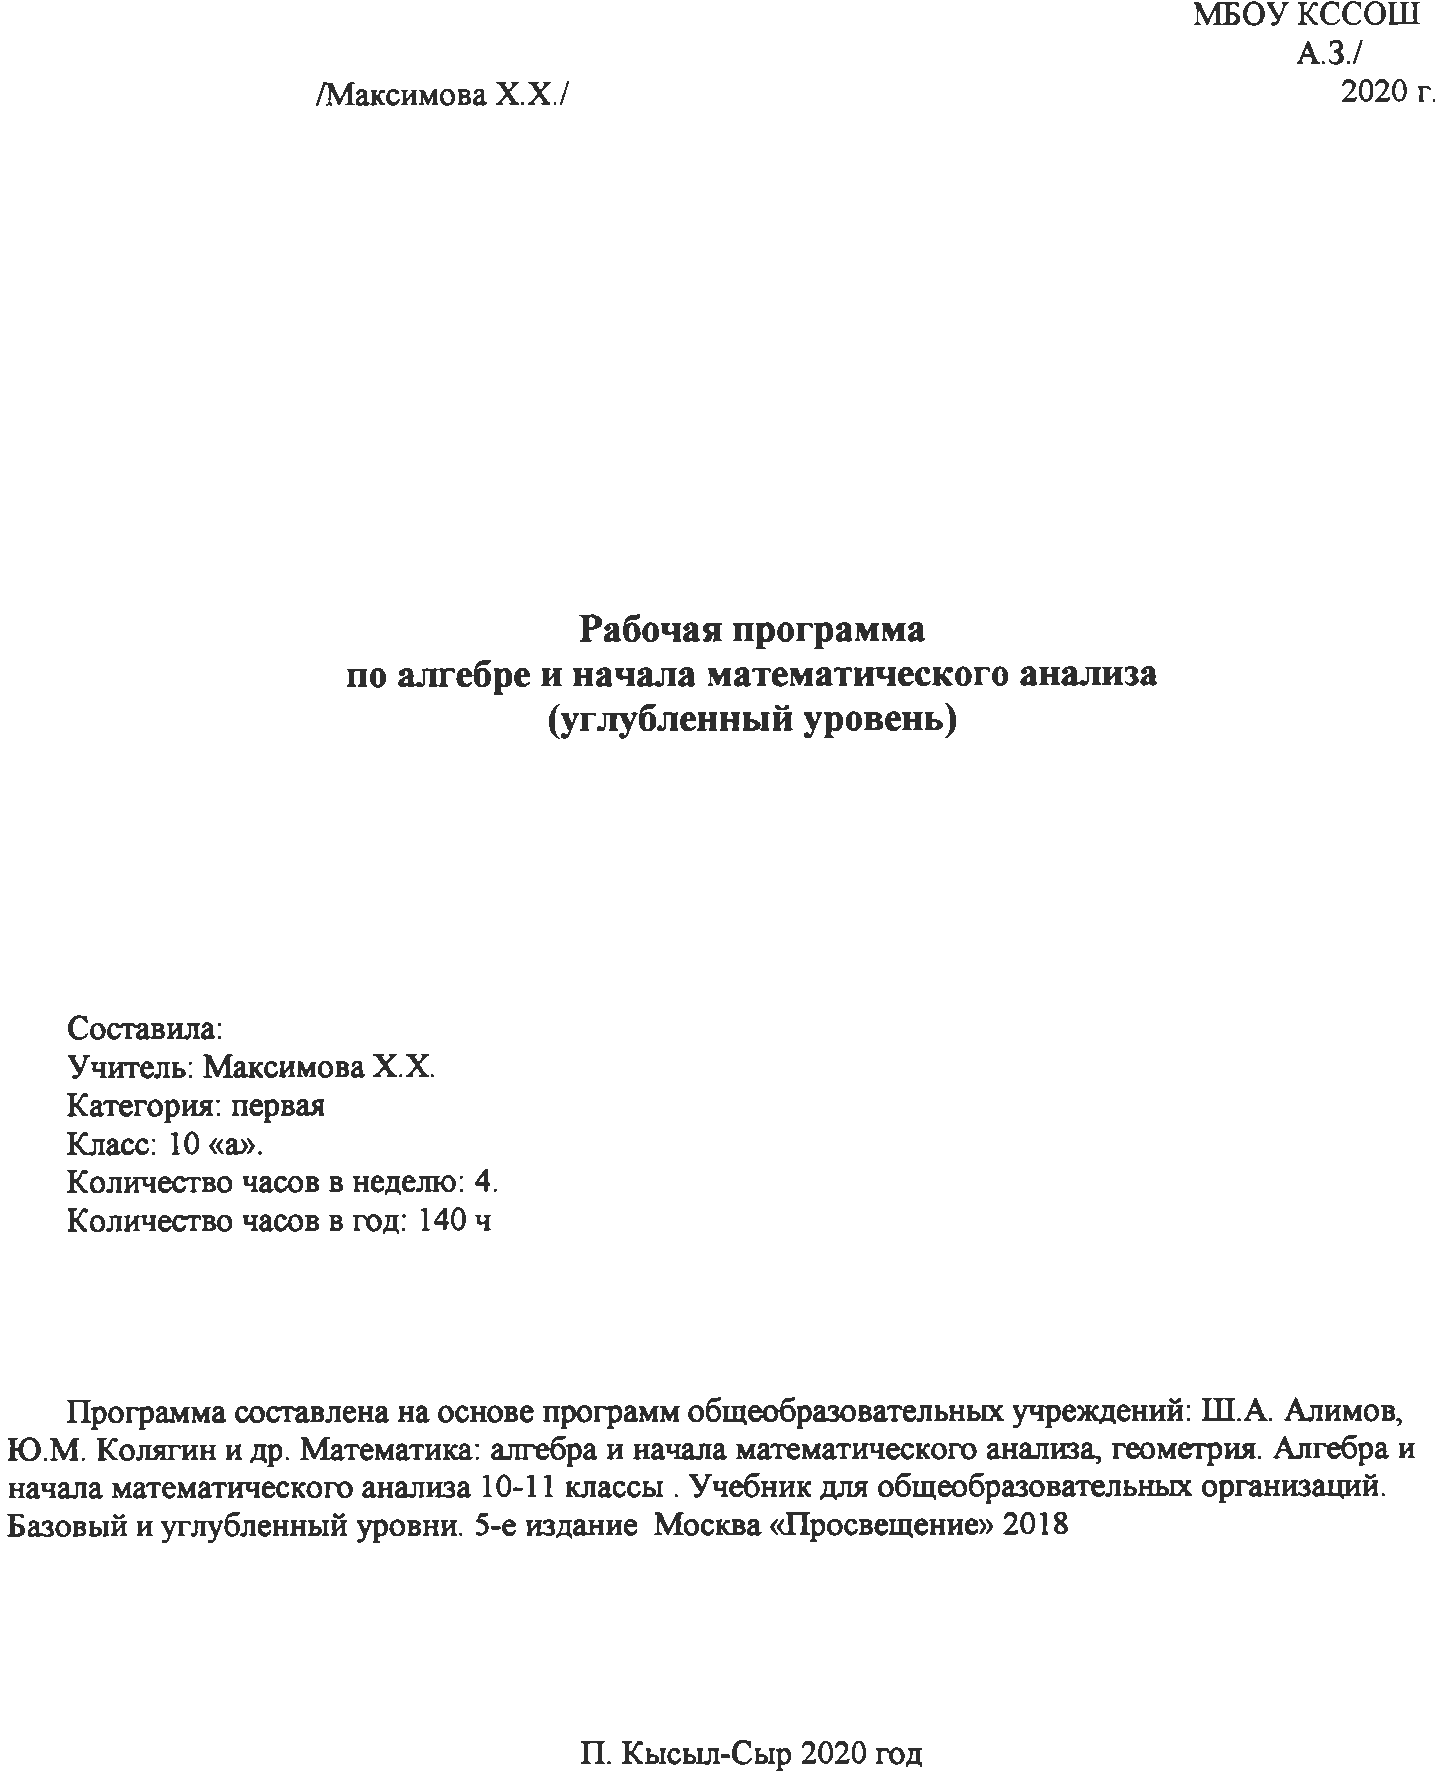 МБОУ КССОШ
А.З./
/Максимова Х.Х./
2020 г.
Рабочая программа
по алгебре и начала математического анализа
(углубленный уровень)
Составила:
Учитель: Максимова Х.Х.
Категория: первая
Класс: 10 «а».
Количество часов в неделю: 4.
Количество часов в год: 140 ч
Программа составлена на основе программ общеобразовательных учреждений: Ш.А. Алимов,
Ю.М. Колягин и др. Математика: алгебра и начала математического анализа, геометрия. Алгебра и
начала математического анализа 10-11 классы . Учебник для общеобразовательных организаций.
Базовый и углубленный уровни. 5-е издание Москва «Просвещение» 2018
П. Кысыл-Сыр 2020 год